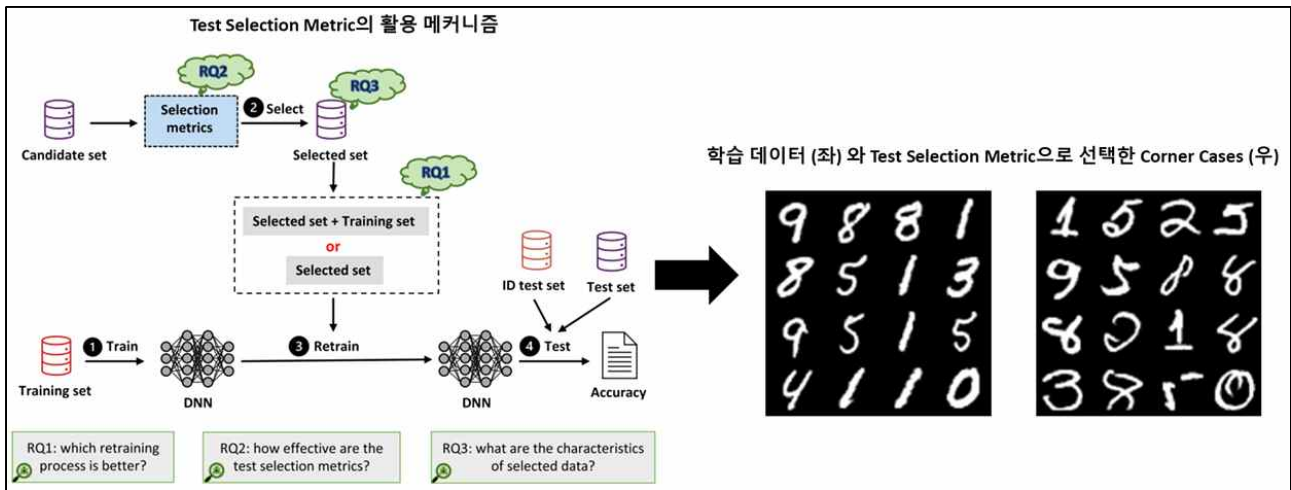 Test Selection Metric의 활용 메커니즘
RQ2
RQ3
Selection
metrics
2 Select
Candidate set
Selected set
RQ1
Selected set + Training set
or
Selected set
ID test set
Test set
1 Train
3 Retrain
4 Test
Training set
DNN
DNN
Accuracy
RQ1: which retraining
process is better?
RQ2: how effective are the
test selection metrics?
RQ3: what are the characteristics
of selected data?
학습 데이터 (좌) 와 Test Selection Metric으로 선택한 Corner Cases (우)
9 8 8 1
8 5 1 3
9 5 1 5
4 1 1 0
1 5 2 5
9 5 8 8
8 2 1 8
3 8 5 0